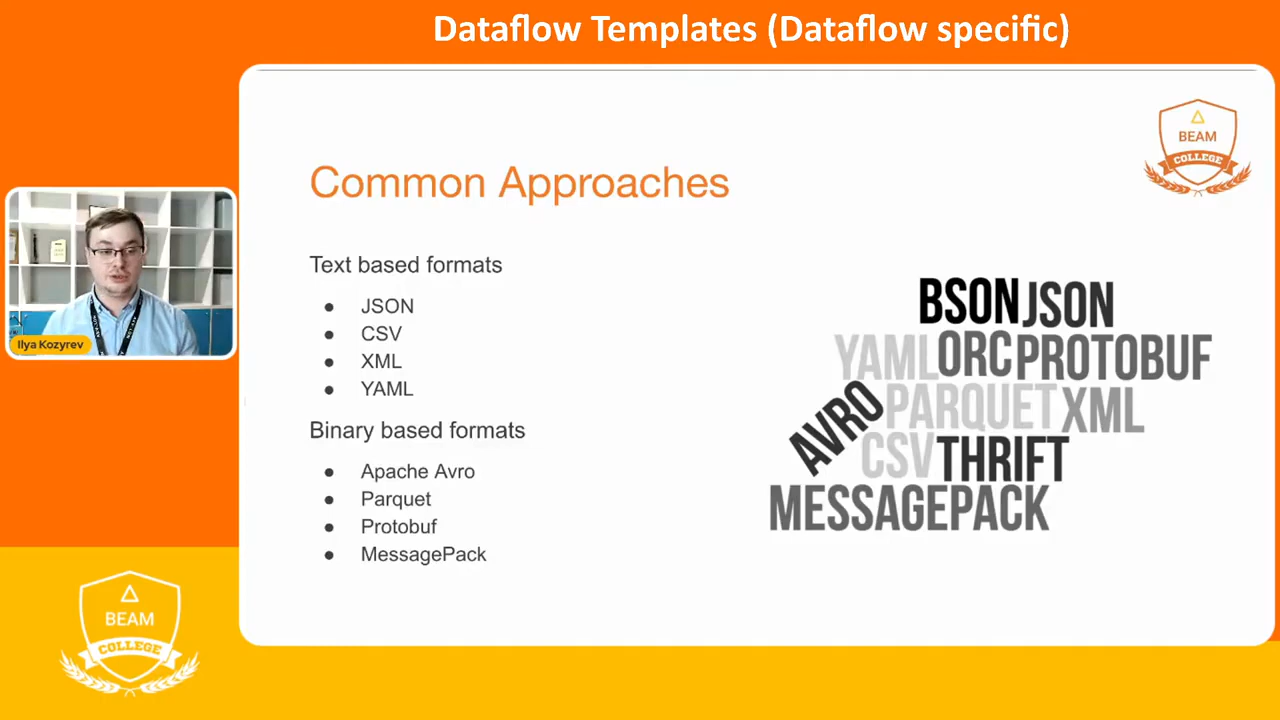 Dataflow Templates (Dataflow specific)
BEAM
COLLEGE
Common Approaches
Text based formats
● JSON
● CSV
● XML
● YAML
Binary based formats
● Apache Avro
● Parquet
● Protobuf
● MessagePack
BSON JSON
YAML ORC PROTOBUF
AVRO PARQUET XML
CSV THRIFT
MESSAGEPACK
Ilya Kozyrev
BEAM
COLLEGE